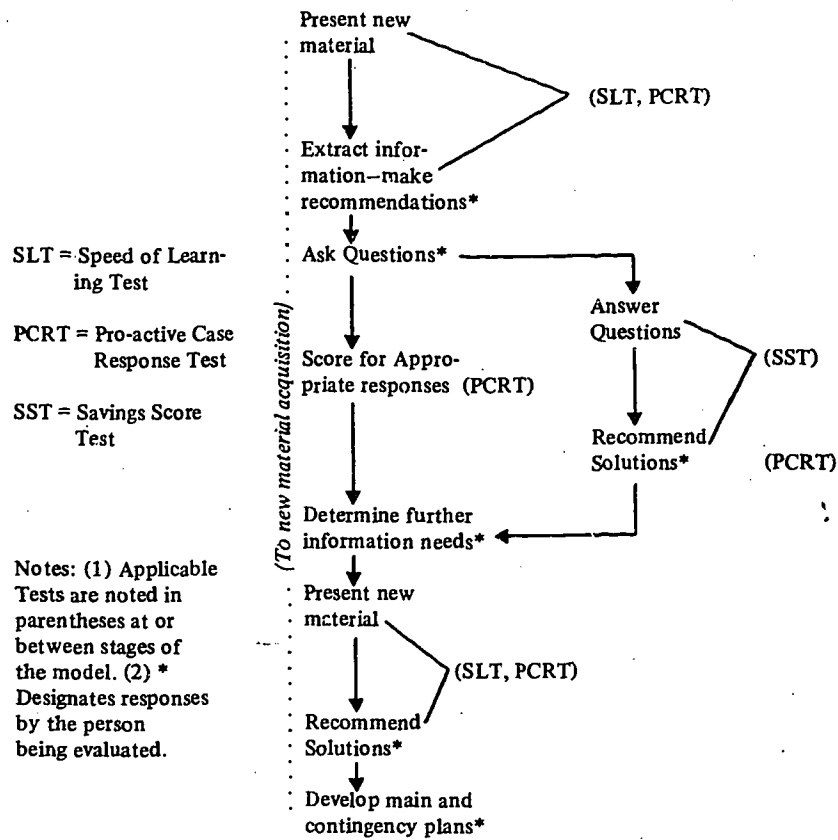 Present new
material
(SLT, PCRT)
Extract infor-
mation—make
recommendations*
Ask Questions*
SLT = Speed of Learn-
ing Test
PCRT = Pro-active Case
Response Test
SST = Savings Score
Test
(To new material acquisition)
Answer
Questions
Score for Appro-
priate responses (PCRT)
(SST)
Recommend
Solutions*
(PCRT)
Determine further
information needs*
Notes: (1) Applicable
Tests are noted in
parentheses at or
between stages of
the model. (2) *
Designates responses
by the person
being evaluated.
Present new
material
(SLT, PCRT)
Recommend
Solutions*
Develop main and
contingency plans*